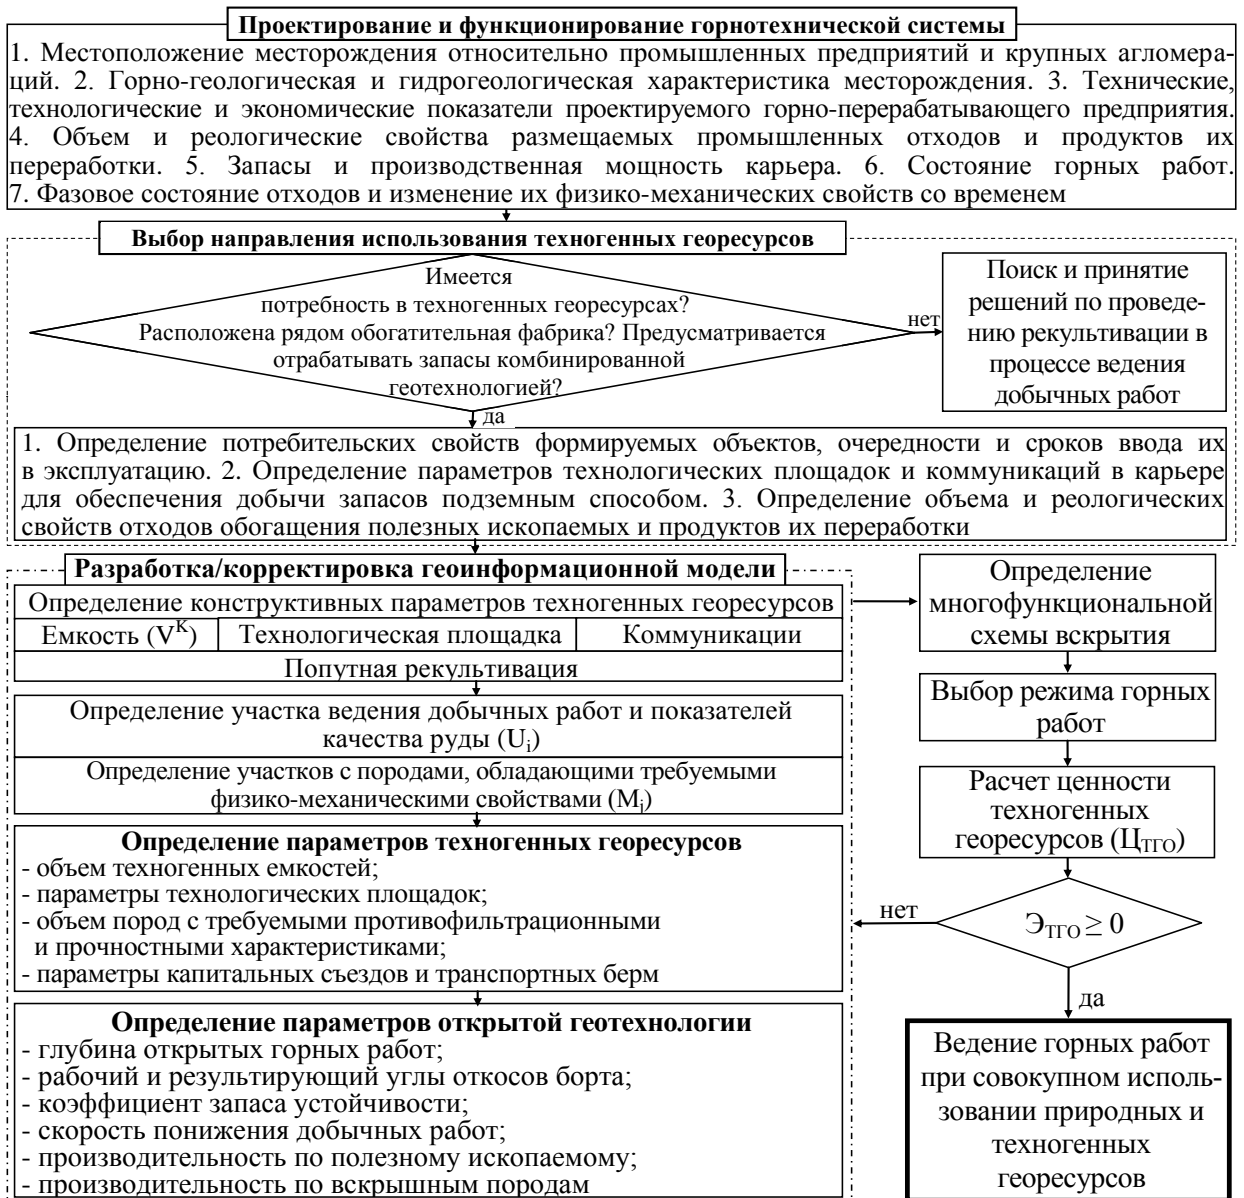 Проектирование и функционирование горнотехнической системы
1. Местоположение месторождения относительно промышленных предприятий и крупных агломера-
ций. 2. Горно-геологическая и гидрогеологическая характеристика месторождения. 3. Технические,
технологические и экономические показатели проектируемого горно-перерабатывающего предприятия.
4. Объем и реологические свойства размещаемых промышленных отходов и продуктов их
переработки. 5. Запасы и производственная мощность карьера. 6. Состояние горных работ.
7. Фазовое состояние отходов и изменение их физико-механических свойств со временем
Выбор направления использования техногенных георесурсов
Имеется
потребность в техногенных георесурсах?
Расположена рядом обогатительная фабрика? Предусматривается
отрабатывать запасы комбинированной
геотехнологией?
нет
Поиск и принятие
решений по проведе-
нию рекультивации в
процессе ведения
добычных работ
да
1. Определение потребительских свойств формируемых объектов, очередности и сроков ввода их
в эксплуатацию. 2. Определение параметров технологических площадок и коммуникаций в карьере
для обеспечения добычи запасов подземным способом. 3. Определение объема и реологических
свойств отходов обогащения полезных ископаемых и продуктов их переработки
Разработка/корректировка геоинформационной модели
Определение конструктивных параметров техногенных георесурсов
Емкость (V^K)
Технологическая площадка
Коммуникации
Попутная рекультивация
Определение участка ведения добычных работ и показателей
качества руды (U_i)
Определение участков с породами, обладающими требуемыми
физико-механическими свойствами (M_j)
Определение параметров техногенных георесурсов
- объем техногенных емкостей;
- параметры технологических площадок;
- объем пород с требуемыми противофильтрационными
и прочностными характеристиками;
- параметры капитальных съездов и транспортных берм
Определение параметров открытой геотехнологии
- глубина открытых горных работ;
- рабочий и результирующий углы откосов борта;
- коэффициент запаса устойчивости;
- скорость понижения добычных работ;
- производительность по полезному ископаемому;
- производительность по вскрышным породам
Определение
многофункциональной
схемы вскрытия
Выбор режима горных
работ
Расчет ценности
техногенных
георесурсов (Ц_ТГО)
Э_ТГО ≥ 0
нет
да
Ведение горных работ
при совокупном исполь-
зовании природных и
техногенных
георесурсов